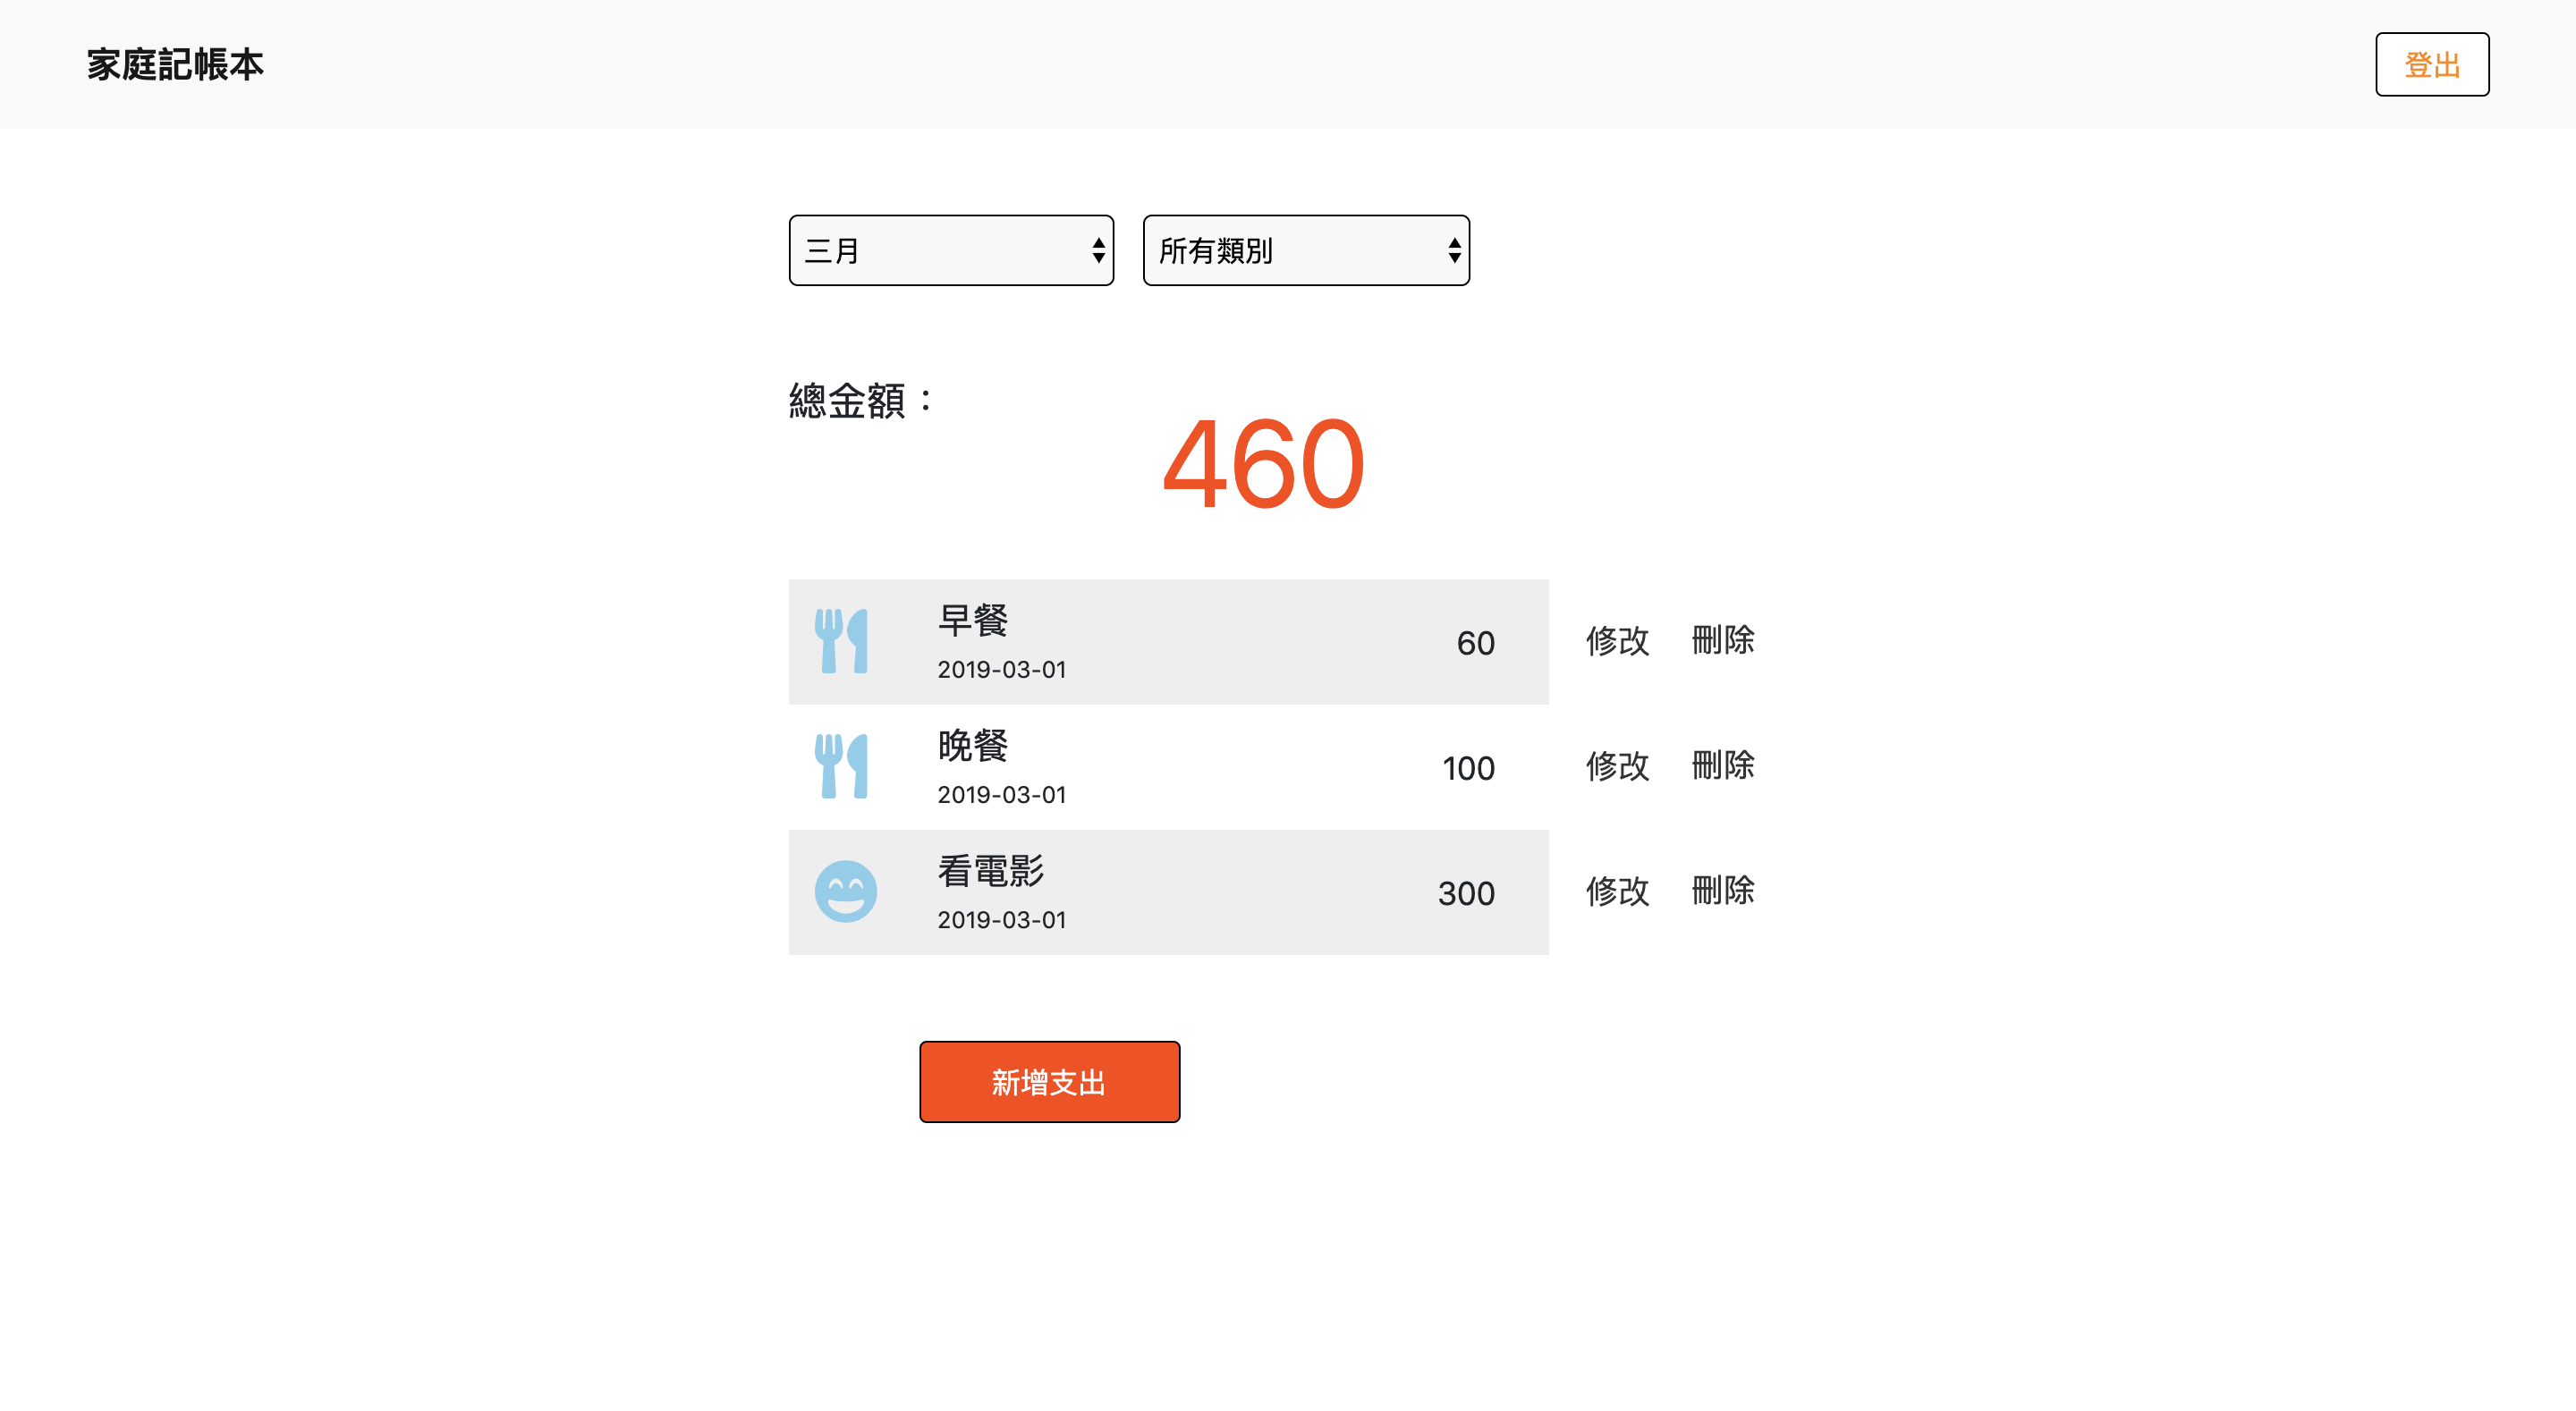 家庭記帳本
登出
三月
所有類別
總金額：
460
早餐
2019-03-01
60
修改
刪除
晚餐
2019-03-01
100
修改
刪除
看電影
2019-03-01
300
修改
刪除
新增支出